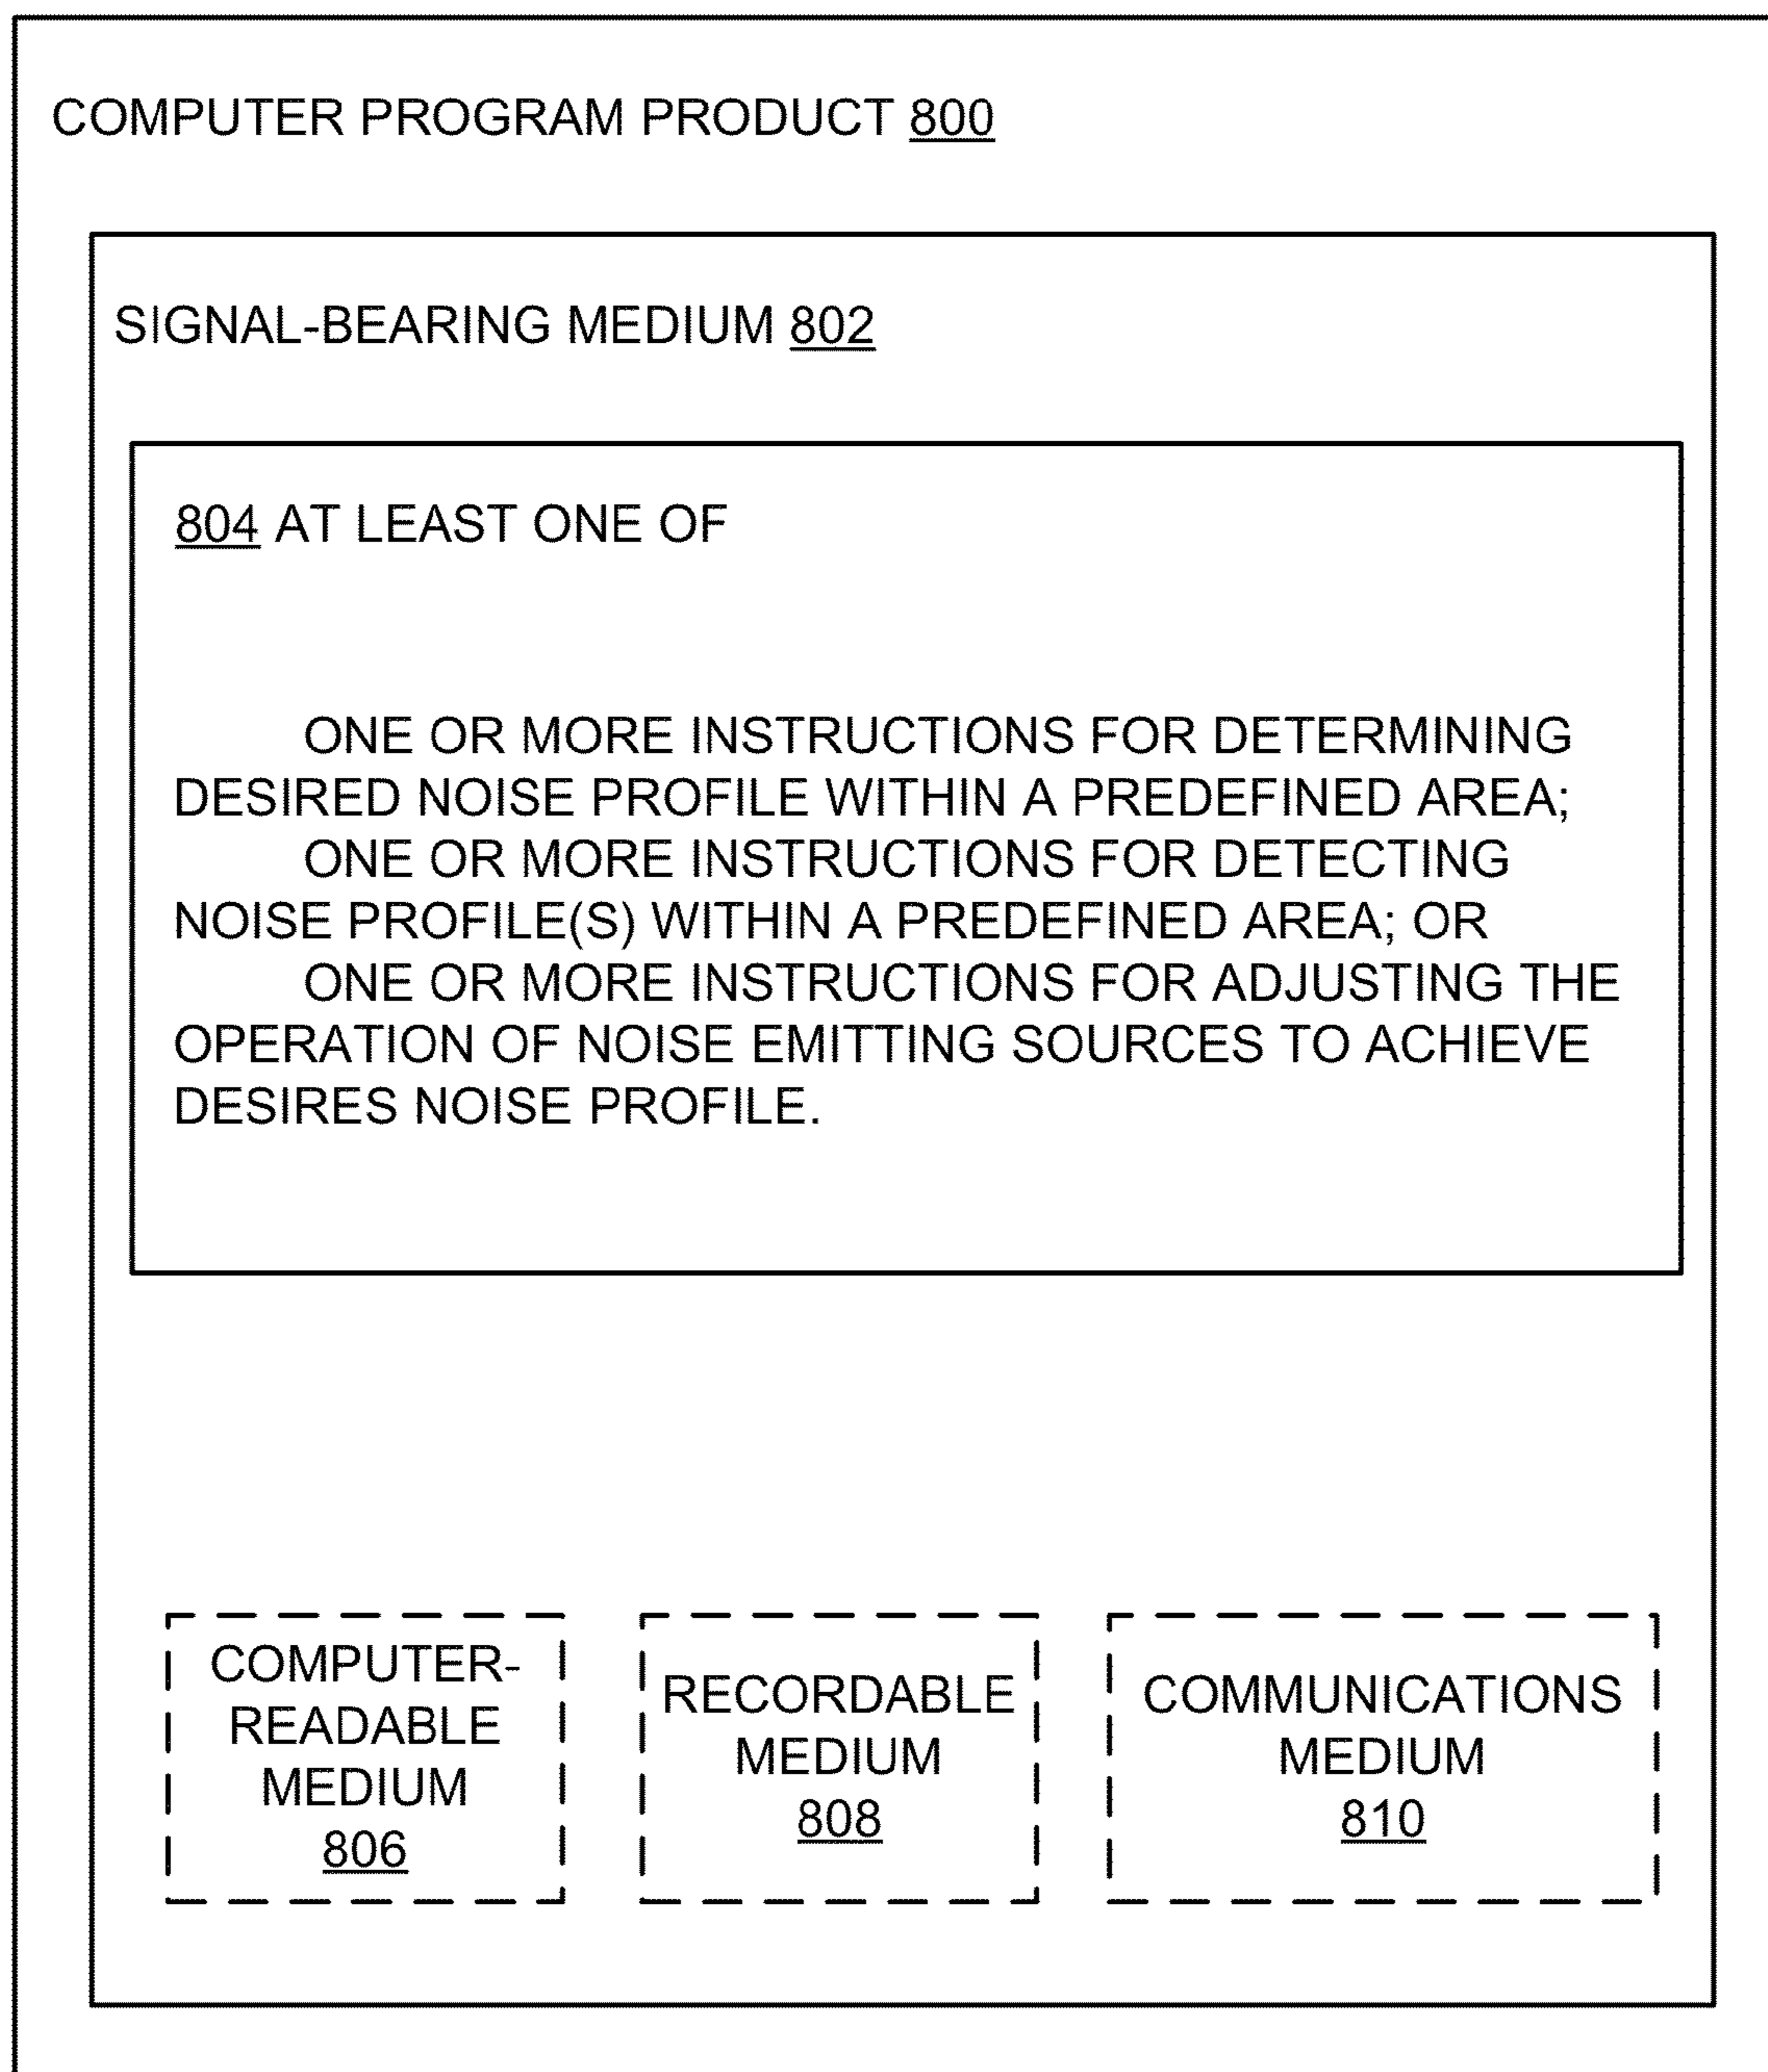 COMPUTER PROGRAM PRODUCT 800
SIGNAL-BEARING MEDIUM 802
804 AT LEAST ONE OF
ONE OR MORE INSTRUCTIONS FOR DETERMINING
DESIRED NOISE PROFILE WITHIN A PREDEFINED AREA;
ONE OR MORE INSTRUCTIONS FOR DETECTING
NOISE PROFILE(S) WITHIN A PREDEFINED AREA; OR
ONE OR MORE INSTRUCTIONS FOR ADJUSTING THE
OPERATION OF NOISE EMITTING SOURCES TO ACHIEVE
DESIRES NOISE PROFILE.
COMPUTER-
READABLE
MEDIUM
806
RECORDABLE
MEDIUM
808
COMMUNICATIONS
MEDIUM
810